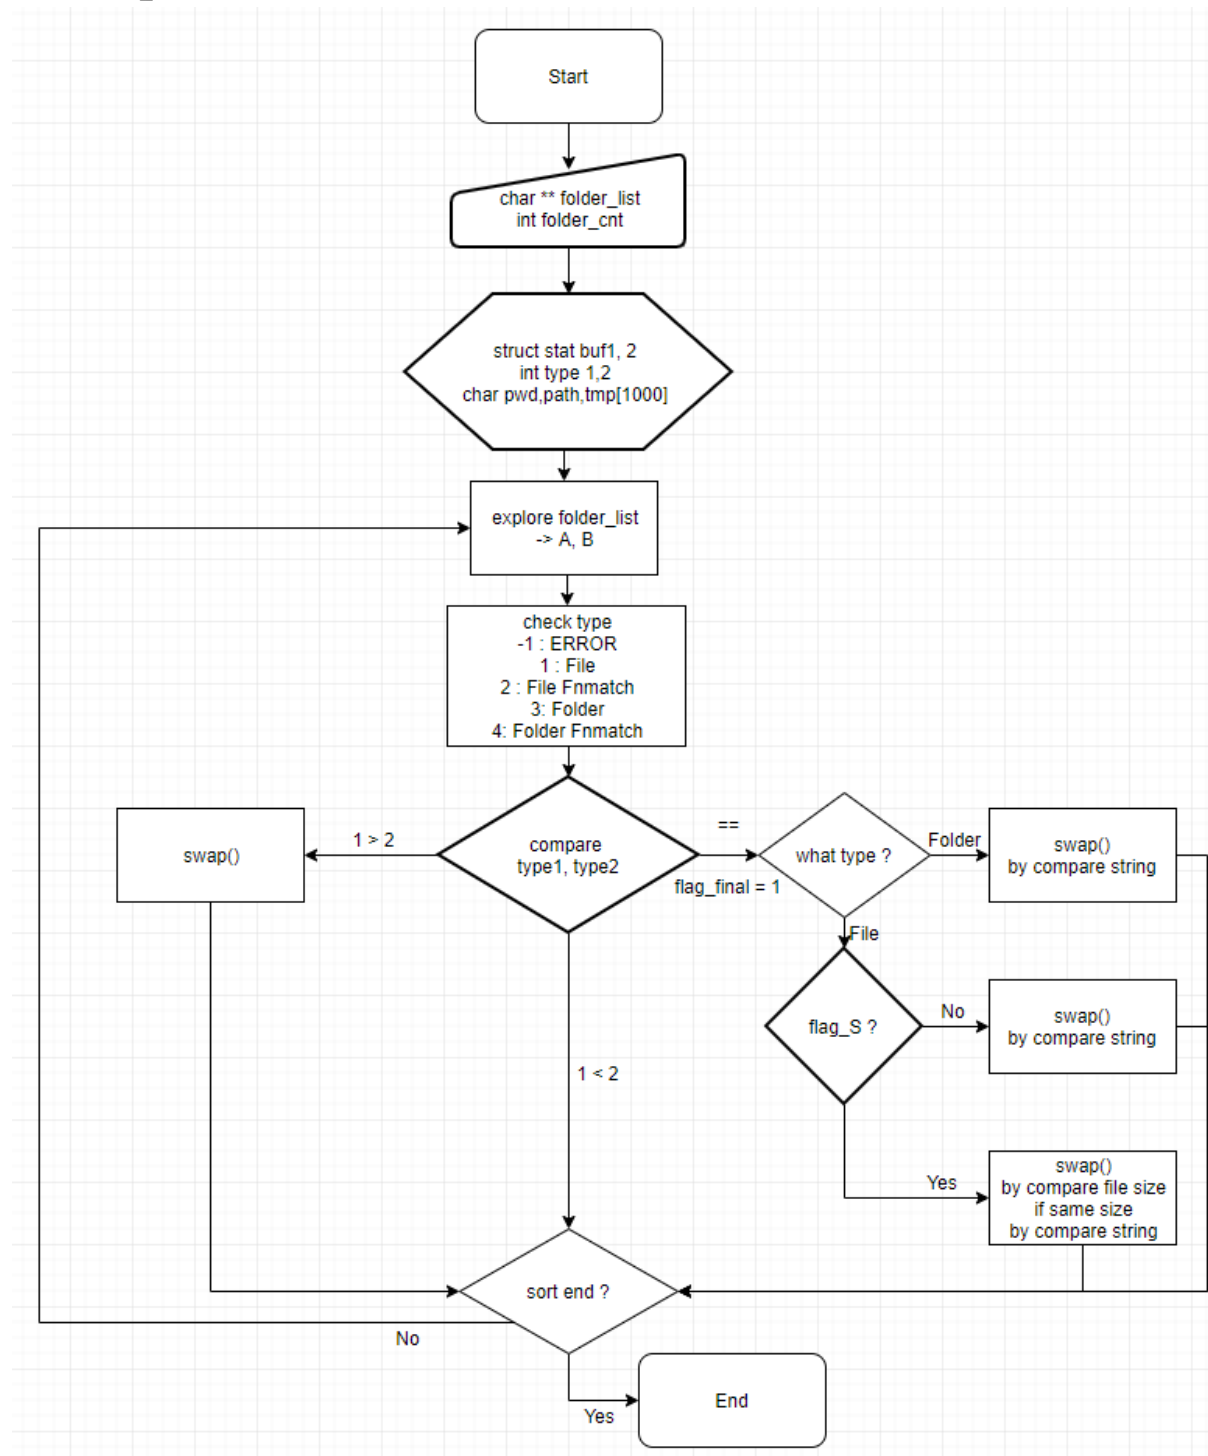 Start
char ** folder_list
int folder_cnt
struct stat buf1, 2
int type 1,2
char pwd,path,tmp[1000]
explore folder_list
-> A, B
check type
-1 : ERROR
1 : File
2 : File Fnmatch
3: Folder
4: Folder Fnmatch
compare
type1, type2
1 > 2
swap()
==
flag_final = 1
what type ?
Folder
swap()
by compare string
File
flag_S ?
No
swap()
by compare string
1 < 2
Yes
swap()
by compare file size
if same size
by compare string
sort end ?
No
Yes
End